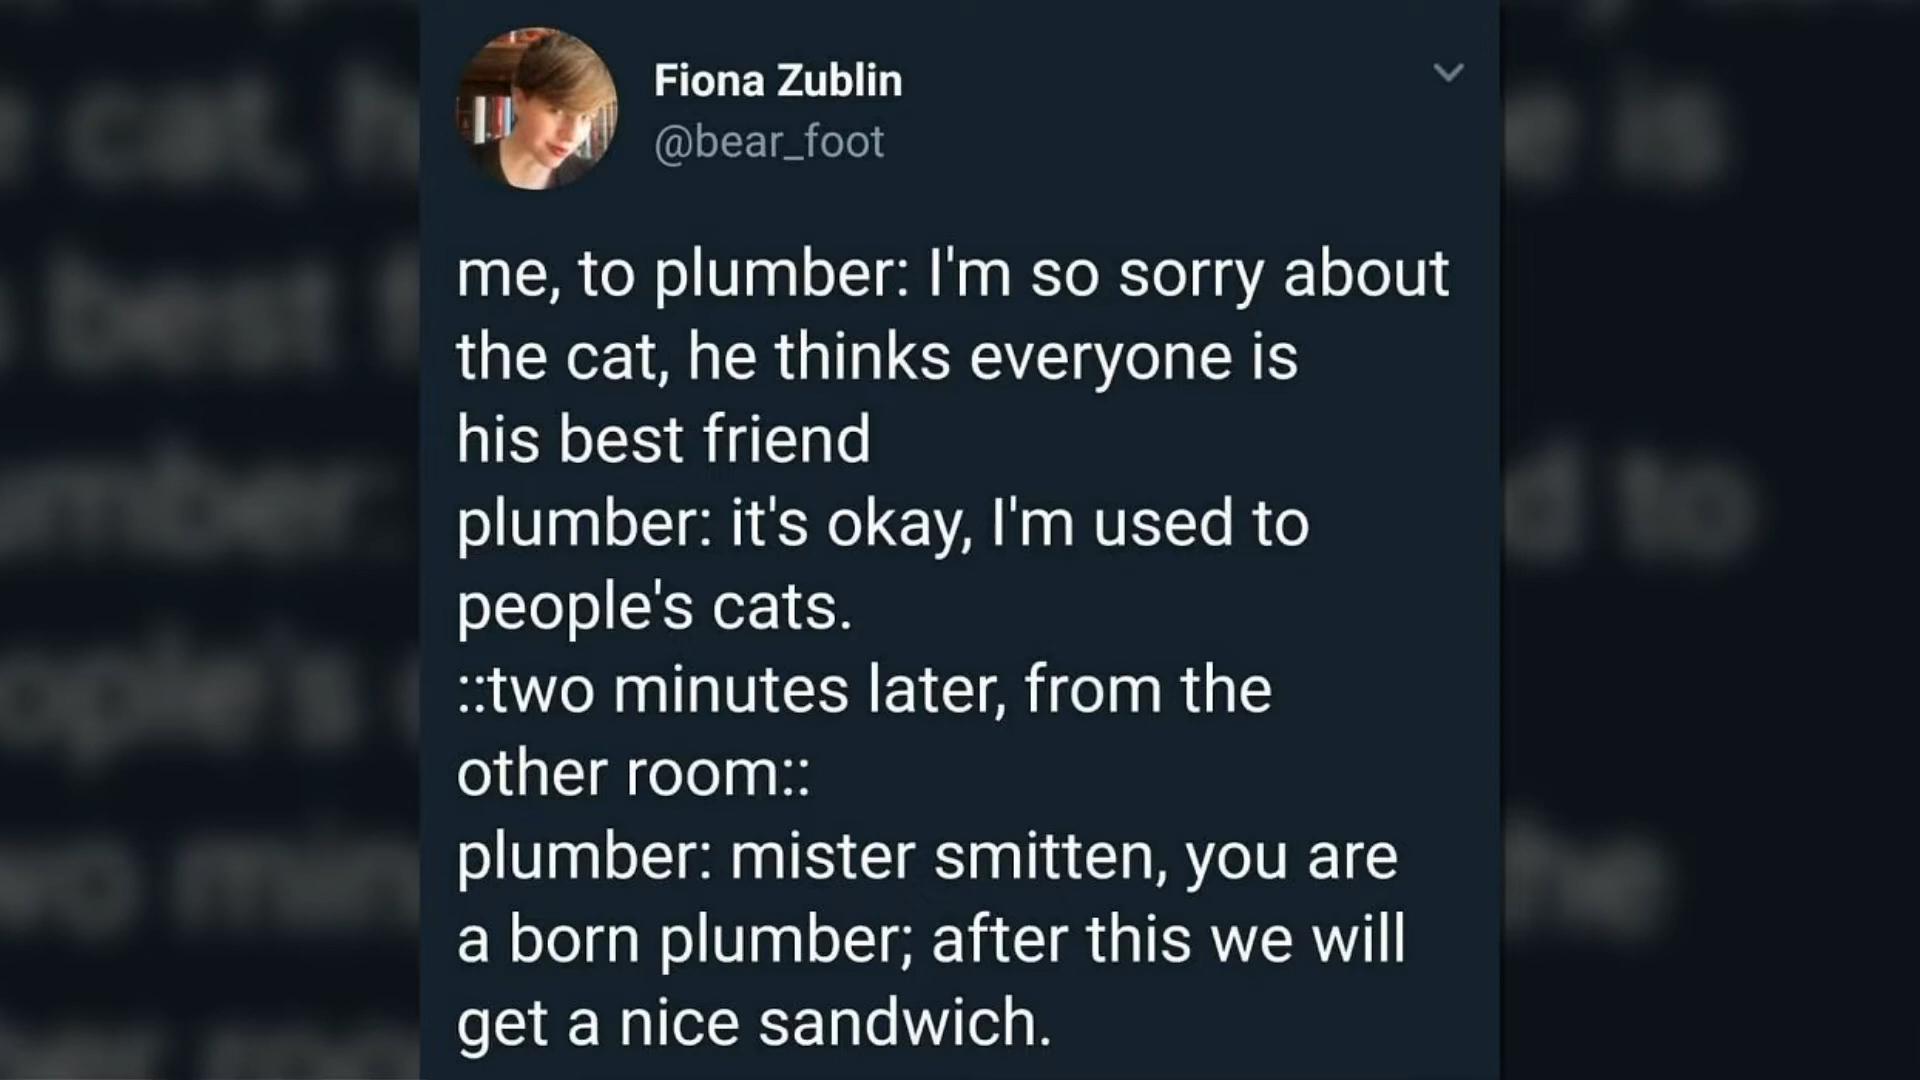 Fiona Zublin
@bear_foot
me, to plumber: I'm so sorry about
the cat, he thinks everyone is
his best friend
plumber: it's okay, I'm used to
people's cats.
::two minutes later, from the
other room::
plumber: mister smitten, you are
a born plumber; after this we will
get a nice sandwich.